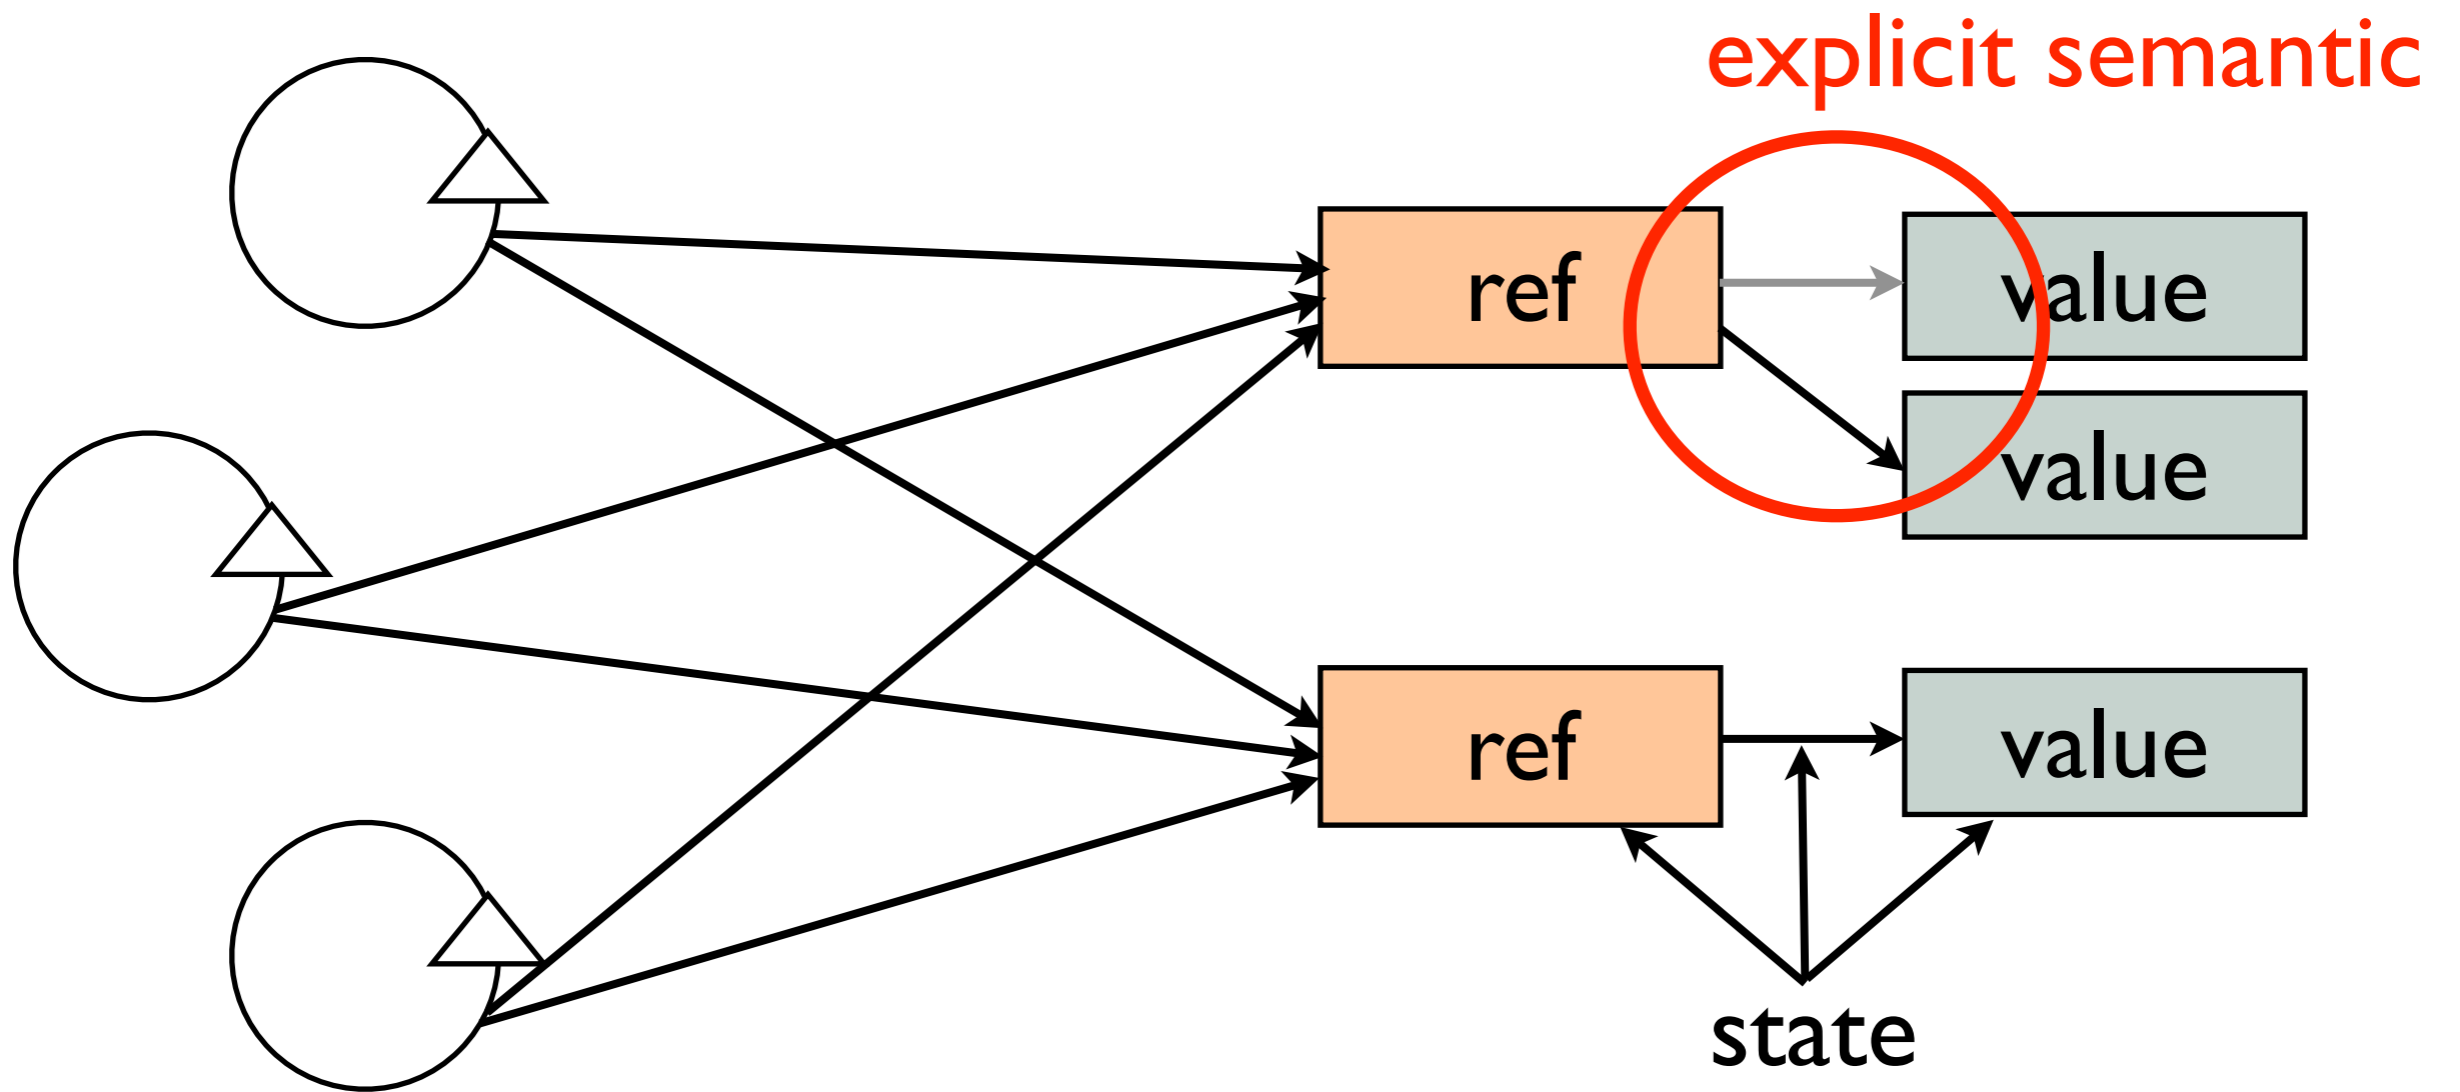 explicit semantic
ref
value
value
ref
value
state